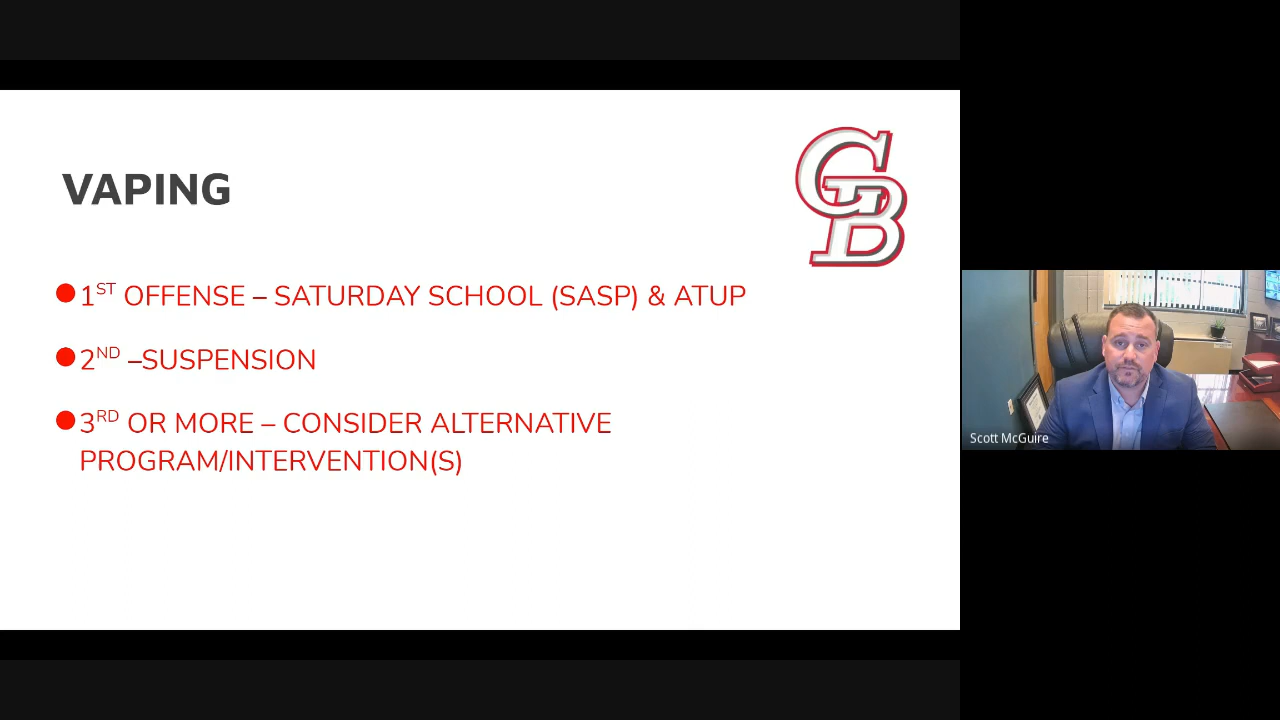 VAPING
GB
1ST OFFENSE – SATURDAY SCHOOL (SASP) & ATUP
2ND –SUSPENSION
3RD OR MORE – CONSIDER ALTERNATIVE
PROGRAM/INTERVENTION(S)
Scott McGuire